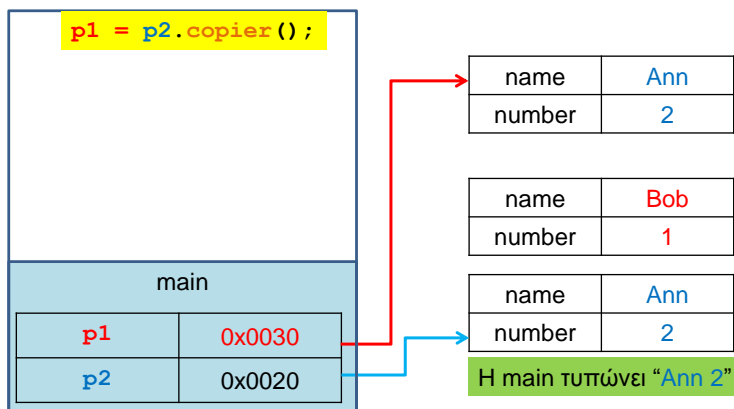 p1 = p2.copier();
name Ann
number 2
name Bob
number 1
main
p1 0x0030
p2 0x0020
name Ann
number 2
Η main τυπώνει “Ann 2”